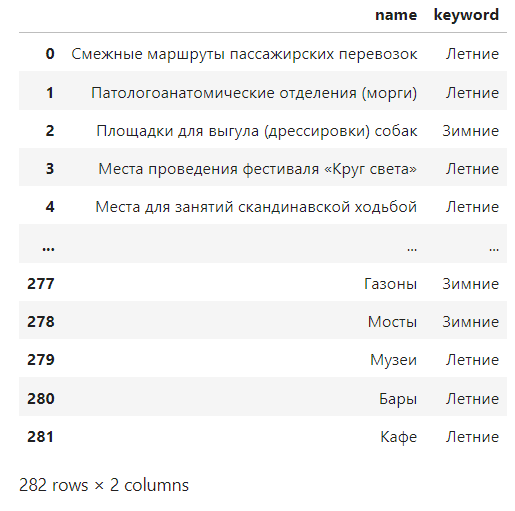 name keyword
0 Смежные маршруты пассажирских перевозок Летние
1 Патологоанатомические отделения (морги) Летние
2 Площадки для выгула (дрессировки) собак Зимние
3 Места проведения фестиваля «Круг света» Летние
4 Места для занятий скандинавской ходьбой Летние
... ... ...
277 Газоны Зимние
278 Мосты Зимние
279 Музеи Летние
280 Бары Летние
281 Кафе Летние
282 rows × 2 columns